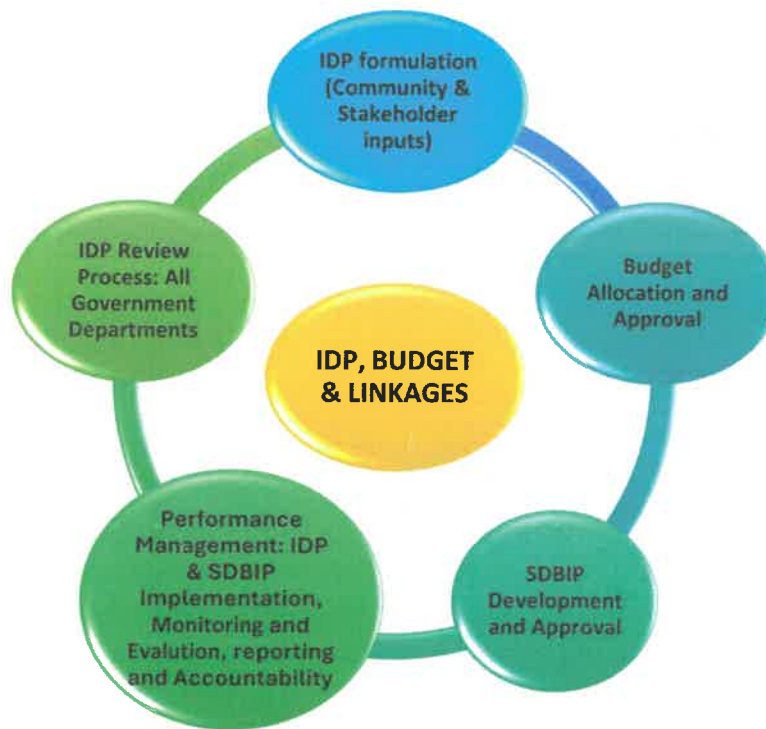 IDP formulation
(Community &
Stakeholder
inputs)
Budget
Allocation and
Approval
SDBIP
Development
and Approval
Performance
Management: IDP
& SDBIP
Implementation,
Monitoring and
Evalution, reporting
and Accountability
IDP Review
Process: All
Government
Departments
IDP, BUDGET
& LINKAGES